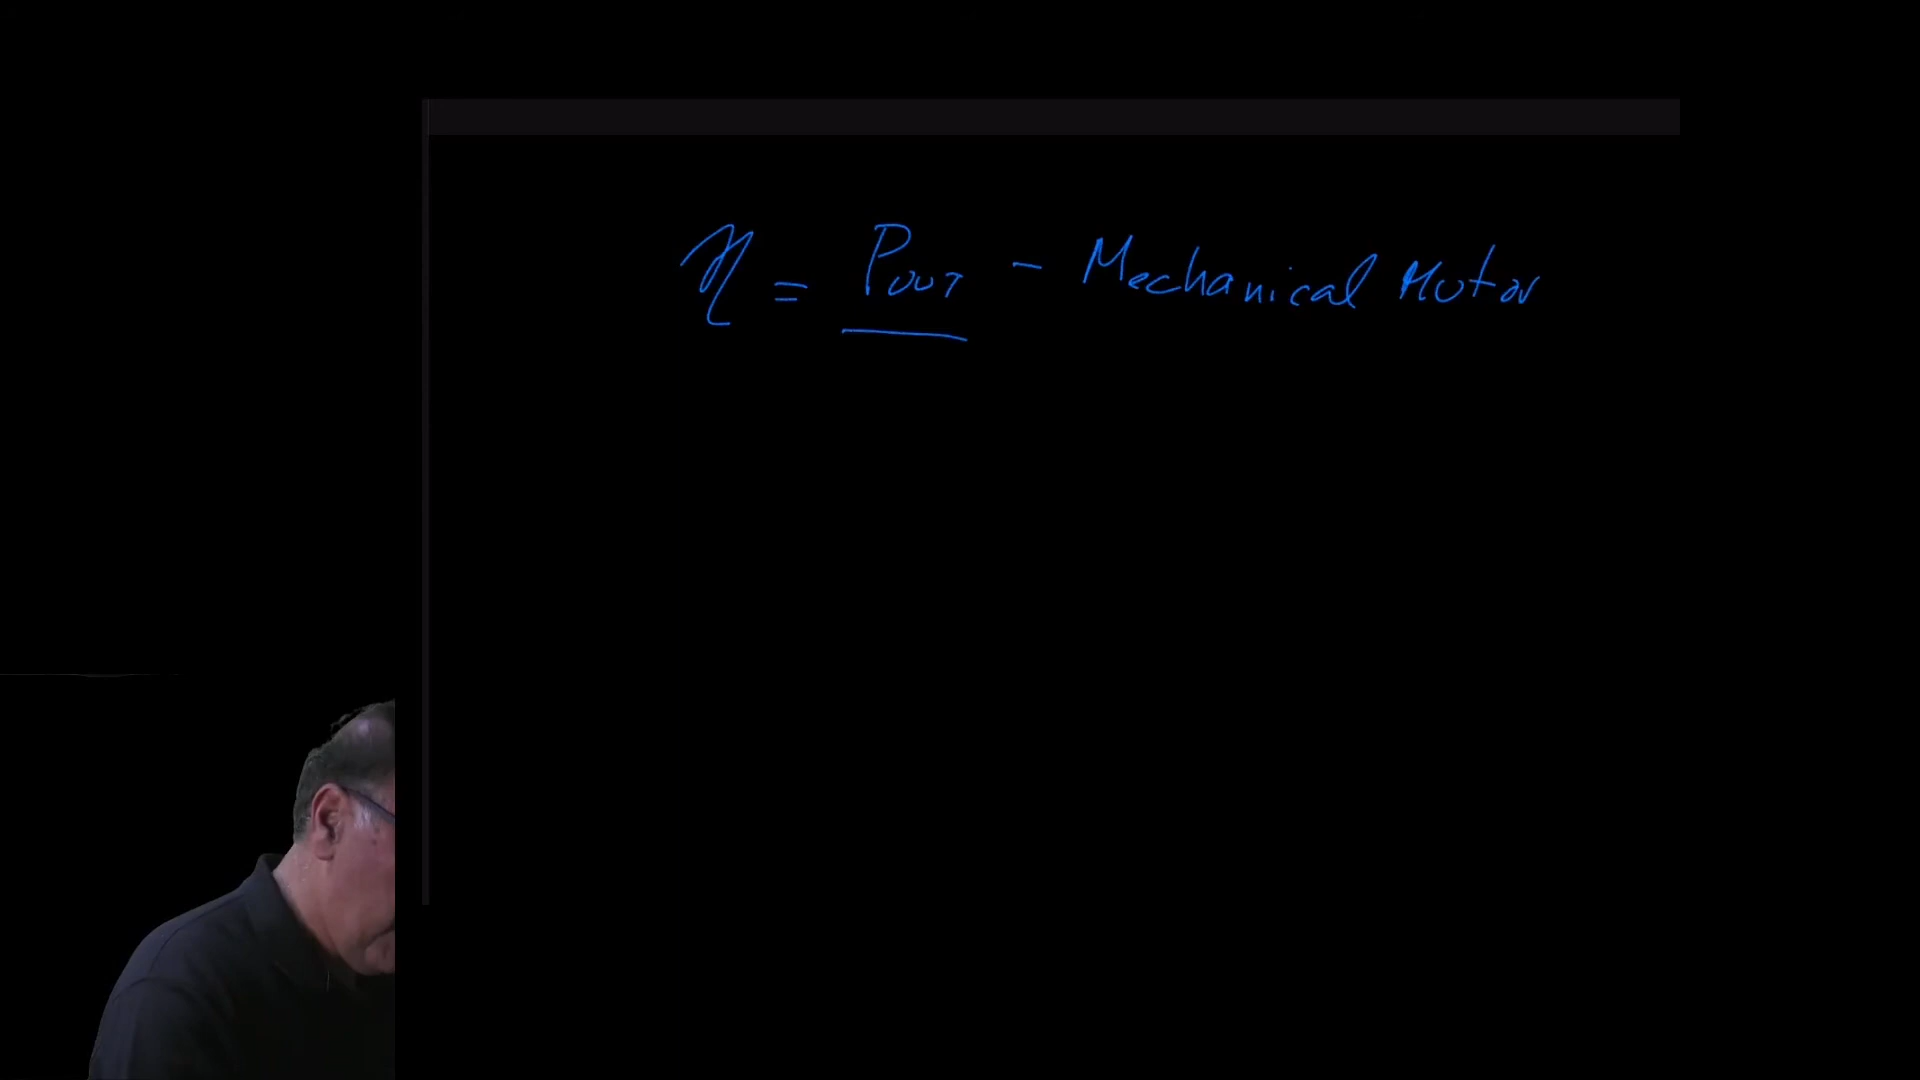 η = POUT - Mechanical Motor